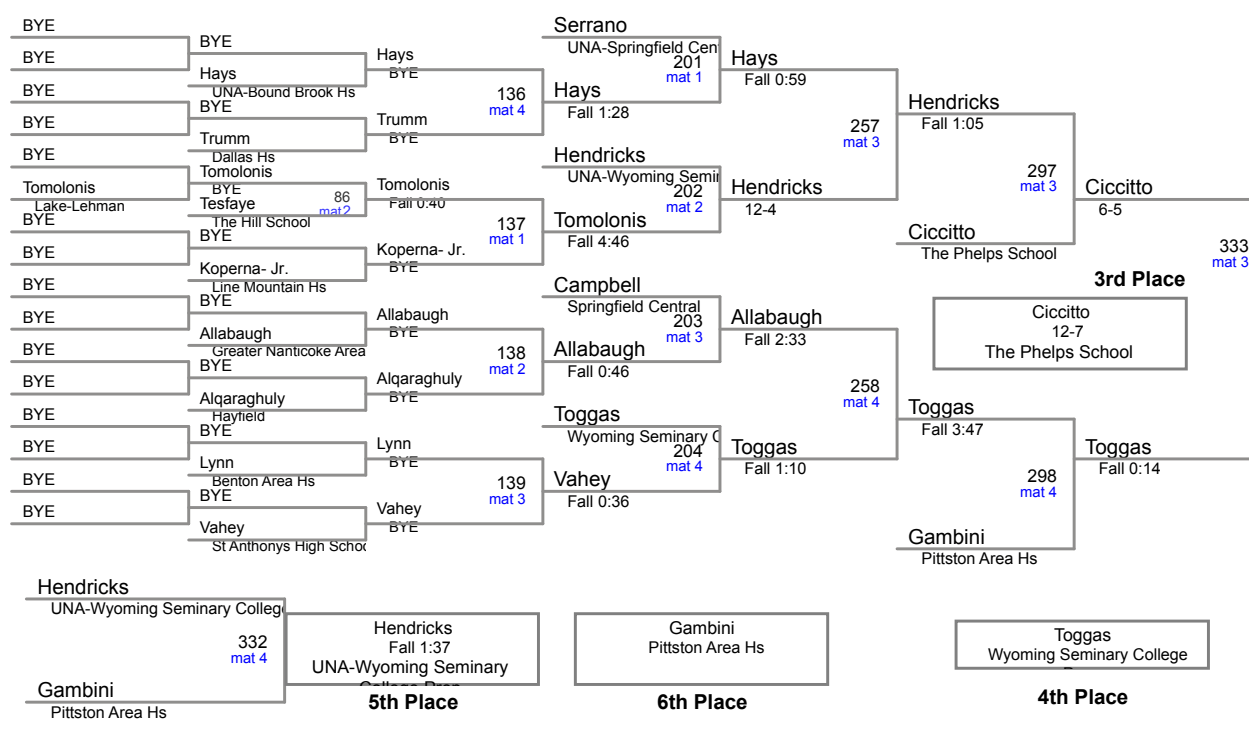 BYE
BYE
BYE
BYE
BYE
Tomolonis
Lake-Lehman
BYE
BYE
BYE
BYE
BYE
BYE
BYE
BYE
BYE
BYE
BYE
Hays
UNA-Bound Brook Hs
BYE
Trumm
Dallas Hs
Tomolonis
BYE
Tesfaye
The Hill School
86
mat 2
BYE
Koperna- Jr.
Line Mountain Hs
BYE
Allabaugh
Greater Nanticoke Area
BYE
Alqaraghuly
Hayfield
BYE
Lynn
Benton Area Hs
BYE
Vahey
St Anthonys High Schoo
Hays
BYE
136
mat 4
Trumm
BYE
Tomolonis
Fall 0:40
137
mat 1
Koperna- Jr.
BYE
Allabaugh
BYE
138
mat 2
Alqaraghuly
BYE
Lynn
BYE
139
mat 3
Vahey
BYE
Serrano
UNA-Springfield Cen
201
mat 1
Hays
Fall 1:28
Hendricks
UNA-Wyoming Semin
202
mat 2
Tomolonis
Fall 4:46
Campbell
Springfield Central
203
mat 3
Allabaugh
Fall 0:46
Toggas
Wyoming Seminary C
204
mat 4
Vahey
Fall 0:36
Hays
Fall 0:59
257
mat 3
Hendricks
12-4
Allabaugh
Fall 2:33
258
mat 4
Toggas
Fall 1:10
Hendricks
Fall 1:05
297
mat 3
Ciccitto
The Phelps School
Toggas
Fall 3:47
298
mat 4
Gambini
Pittston Area Hs
Ciccitto
6-5
333
mat 3
Toggas
Fall 0:14
3rd Place
Ciccitto
12-7
The Phelps School
Hendricks
UNA-Wyoming Seminary College
332
mat 4
Gambini
Pittston Area Hs
Hendricks
Fall 1:37
UNA-Wyoming Seminary
College Prep
5th Place
Gambini
Pittston Area Hs
6th Place
Toggas
Wyoming Seminary College
4th Place